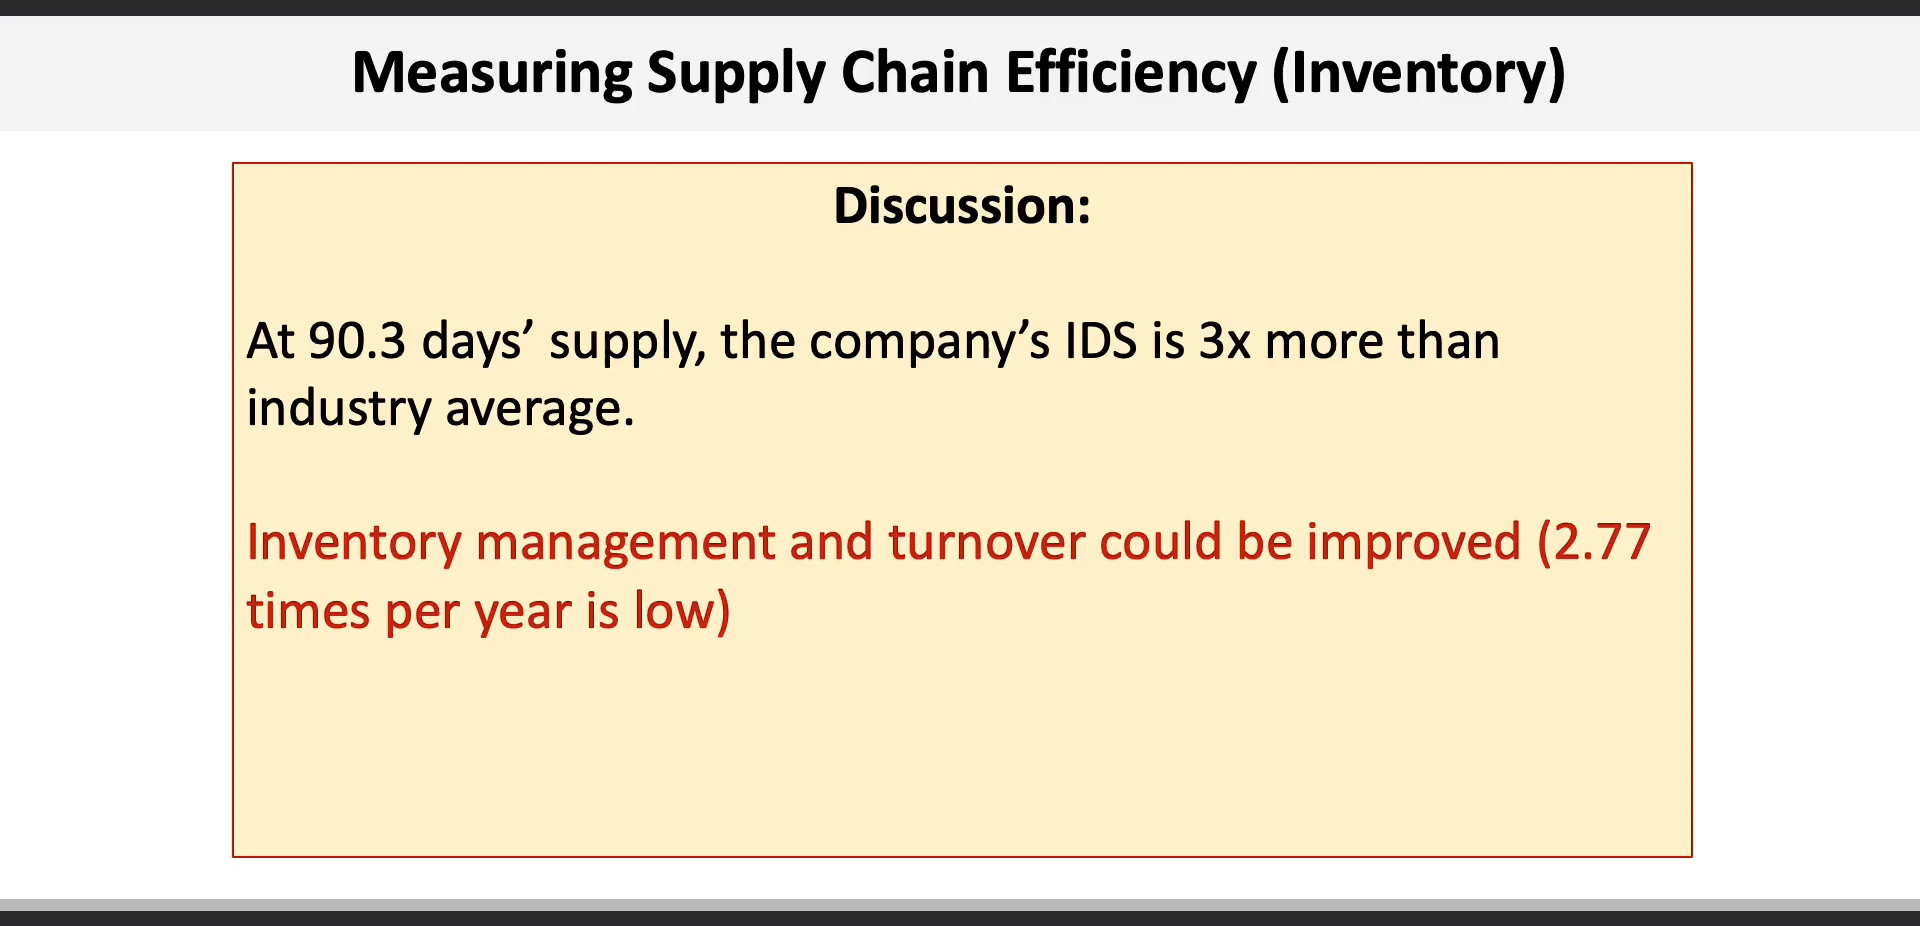 Measuring Supply Chain Efficiency (Inventory)
Discussion:
At 90.3 days’ supply, the company’s IDS is 3x more than
industry average.
Inventory management and turnover could be improved (2.77
times per year is low)